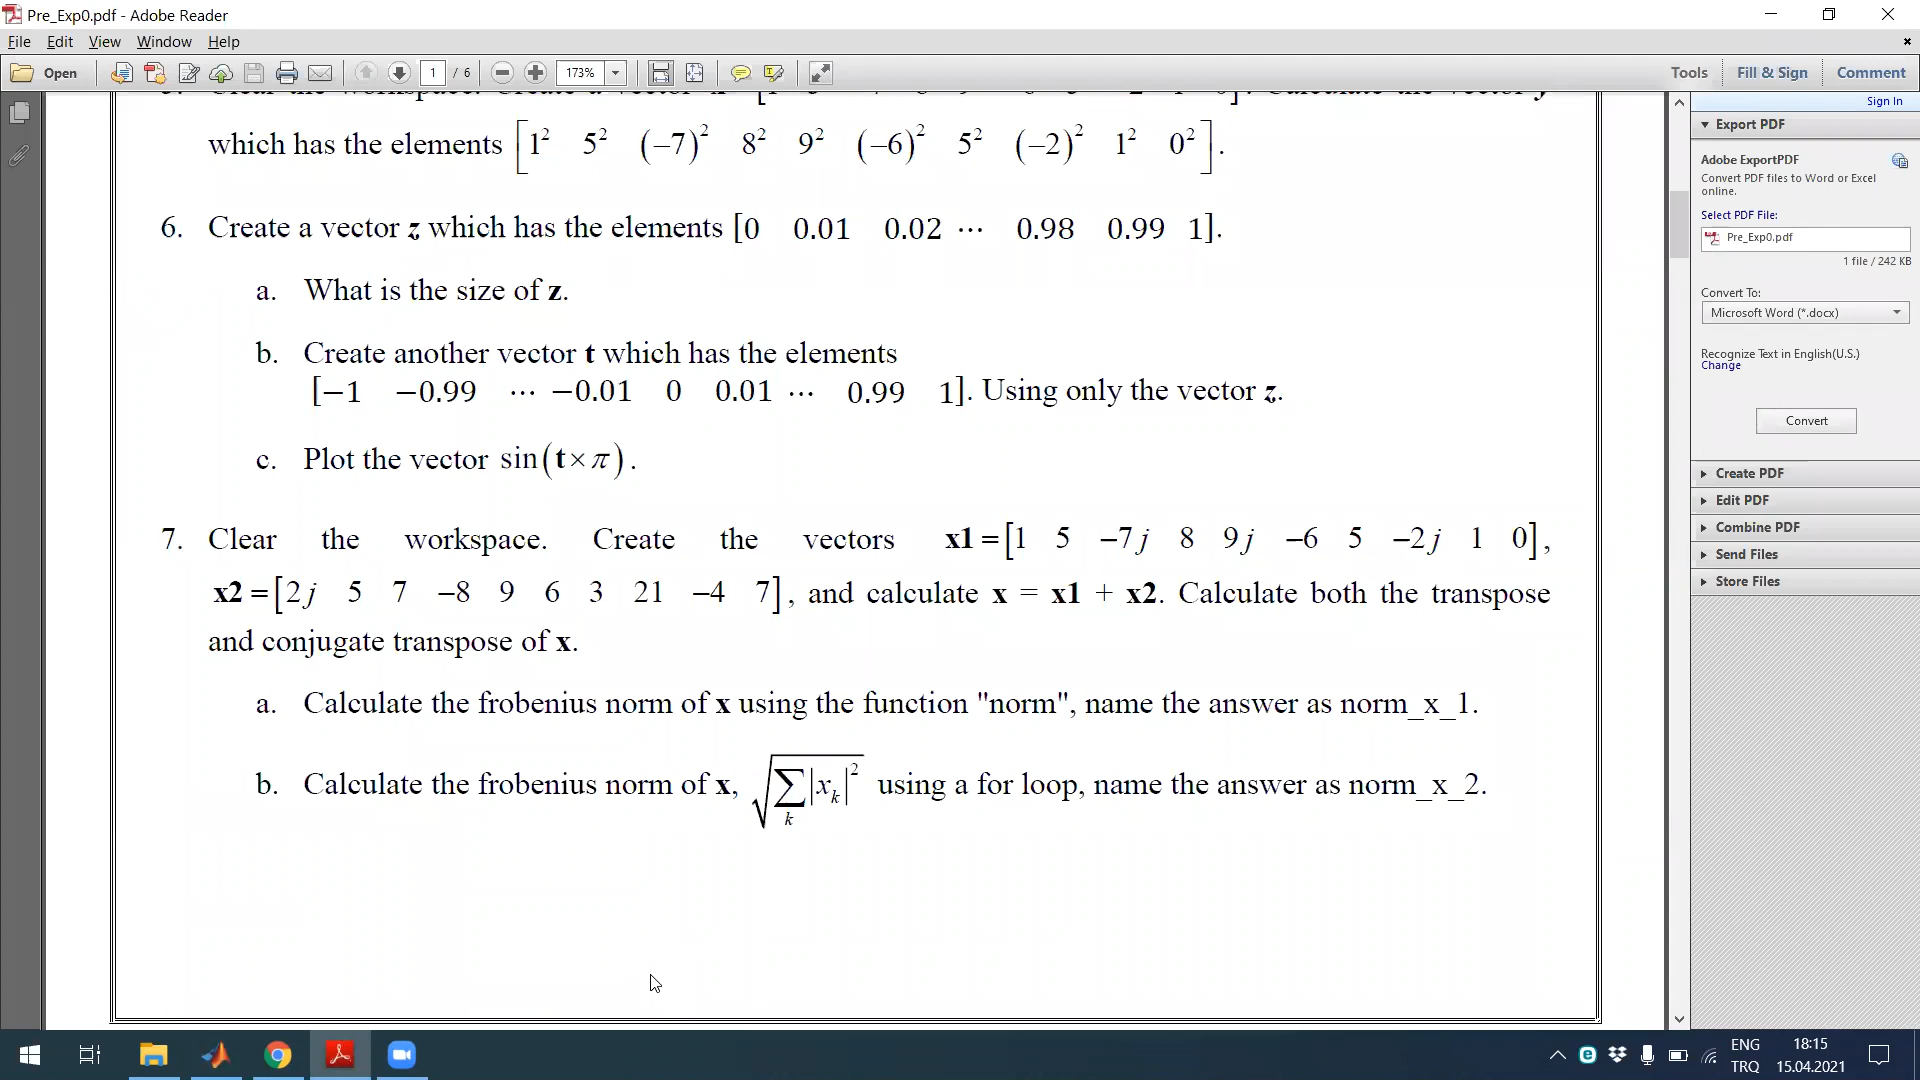 Pre_Exp0.pdf - Adobe Reader
File Edit View Window Help
Open 1 / 6 173% Tools Fill & Sign Comment
Sign In
which has the elements [1² 5² (−7)² 8² 9² (−6)² 5² (−2)² 1² 0²].
6. Create a vector z which has the elements [0 0.01 0.02 ⋯ 0.98 0.99 1].
a. What is the size of z.
b. Create another vector t which has the elements
[−1 −0.99 ⋯ −0.01 0 0.01 ⋯ 0.99 1]. Using only the vector z.
c. Plot the vector sin(t×π).
7. Clear the workspace. Create the vectors x1 = [1 5 −7j 8 9j −6 5 −2j 1 0],
x2 = [2j 5 7 −8 9 6 3 21 −4 7], and calculate x = x1 + x2. Calculate both the transpose
and conjugate transpose of x.
a. Calculate the frobenius norm of x using the function "norm", name the answer as norm_x_1.
b. Calculate the frobenius norm of x, √(∑_k |x_k|²) using a for loop, name the answer as norm_x_2.
Export PDF
Adobe ExportPDF
Convert PDF files to Word or Excel
online.
Select PDF File:
Pre_Exp0.pdf
1 file / 242 KB
Convert To:
Microsoft Word (*.docx)
Recognize Text in English(U.S.)
Change
Convert
Create PDF
Edit PDF
Combine PDF
Send Files
Store Files
ENG 18:15
TRQ 15.04.2021